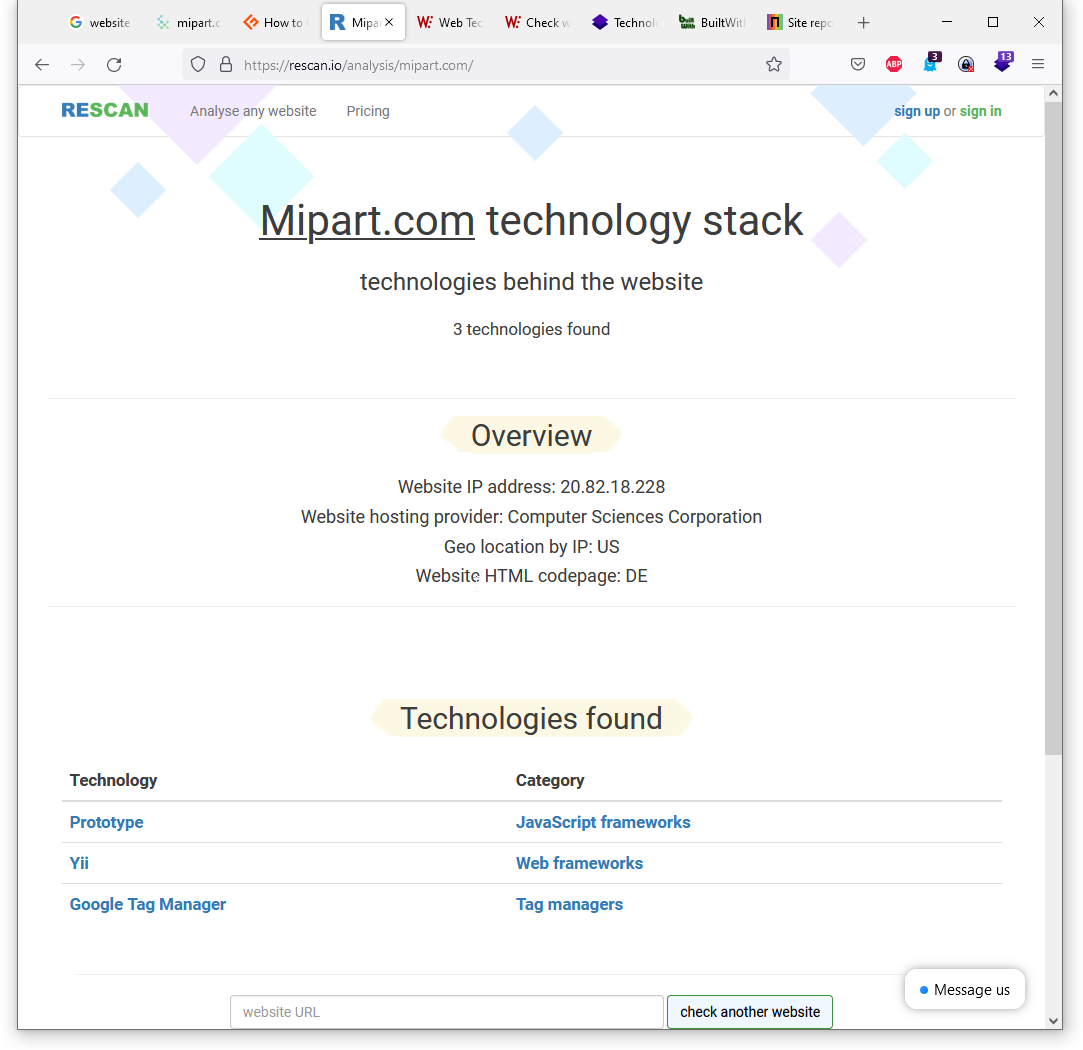 website
mipart.c
How to
Mipar
Web Tec
Check w
Technolo
BuiltWith
Site repo
https://rescan.io/analysis/mipart.com/
ABP
3
13
RESCAN
Analyse any website
Pricing
sign up or sign in
Mipart.com technology stack
technologies behind the website
3 technologies found
Overview
Website IP address: 20.82.18.228
Website hosting provider: Computer Sciences Corporation
Geo location by IP: US
Website HTML codepage: DE
Technologies found
Technology Category
Prototype JavaScript frameworks
Yii Web frameworks
Google Tag Manager Tag managers
Message us
website URL
check another website